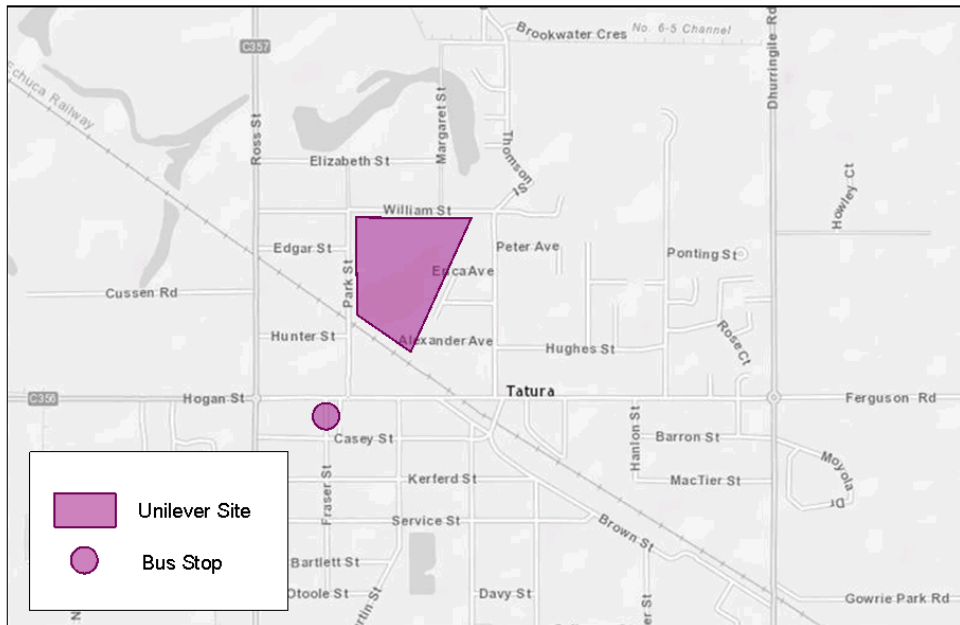 Brookwater Cres
No. 6-5 Channel
Dhurringile Rd
C357
Echuca Railway
Ross St
Margaret St
Thomson St
Elizabeth St
Howley Ct
William St
Edgar St
Peter Ave
Ponting St
Park St
Erica Ave
Cussen Rd
Hunter St
Alexander Ave
Hughes St
Rose Ct
Tatura
C356
Hogan St
Ferguson Rd
Casey St
Hanlon St
Barron St
Moyola Dr
Fraser St
Kerferd St
MacTier St
Unilever Site
Service St
Brown St
Bus Stop
Bartlett St
Otoole St
Davy St
Gowrie Park Rd